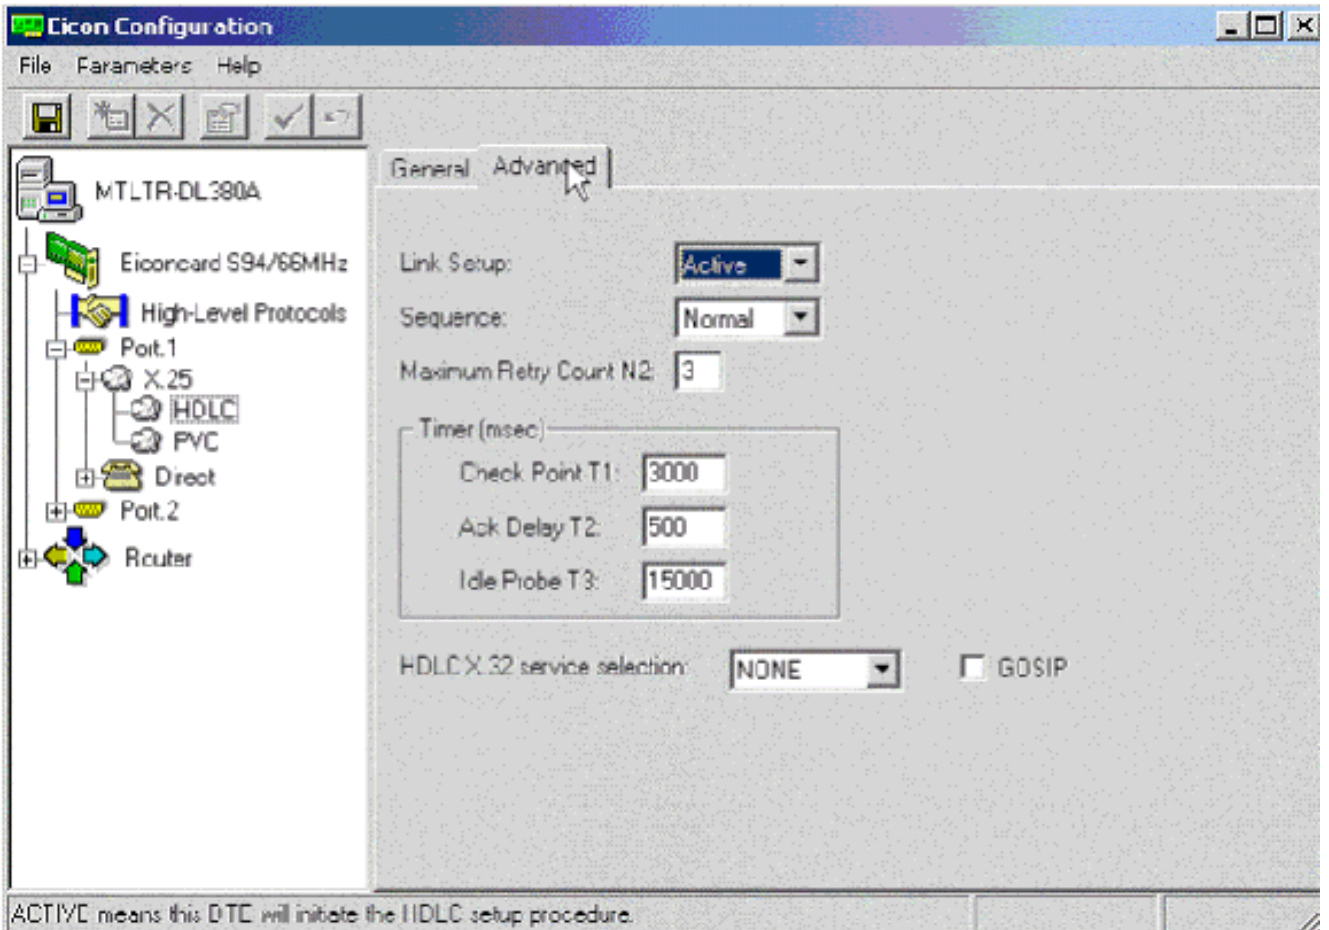 Eicon Configuration
File Parameters Help
MTLTR-DL380A
Eiconcard S94/66MHz
High-Level Protocols
Port.1
X.25
HDLC
PVC
Direct
Port.2
Router
General Advanced
Link Setup: Active
Sequence: Normal
Maximum Retry Count N2: 3
Timer (msec)
Check Point T1: 3000
Ack Delay T2: 500
Idle Probe T3: 15000
HDLC X.32 service selection: NONE GOSIP
ACTIVE means this DTE will initiate the HDLC setup procedure.